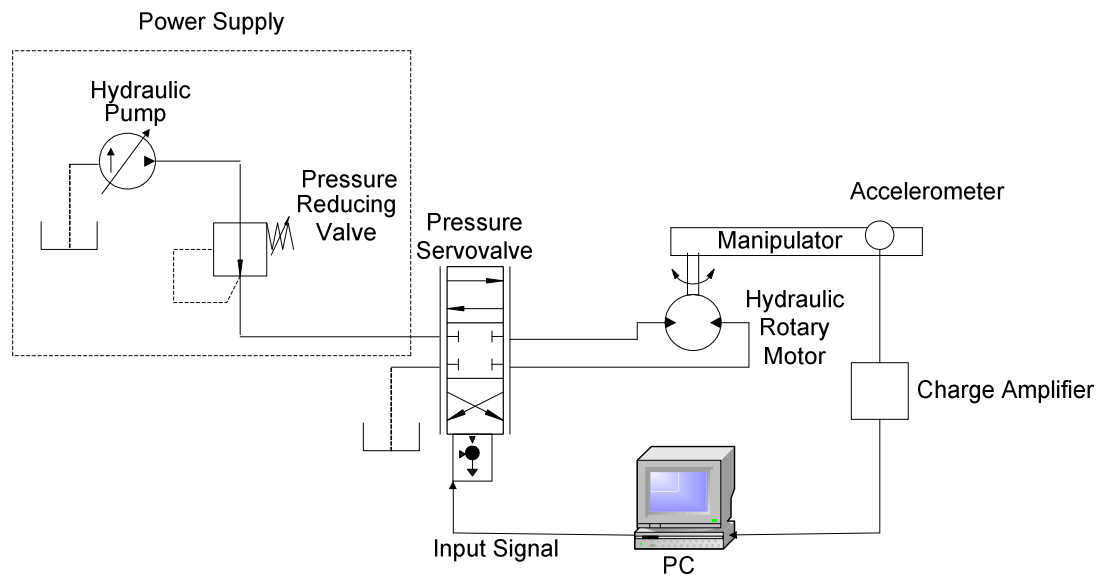 Power Supply
Hydraulic
Pump
Pressure
Reducing
Valve
Pressure
Servovalve
Accelerometer
Manipulator
Hydraulic
Rotary
Motor
Charge Amplifier
Input Signal
PC